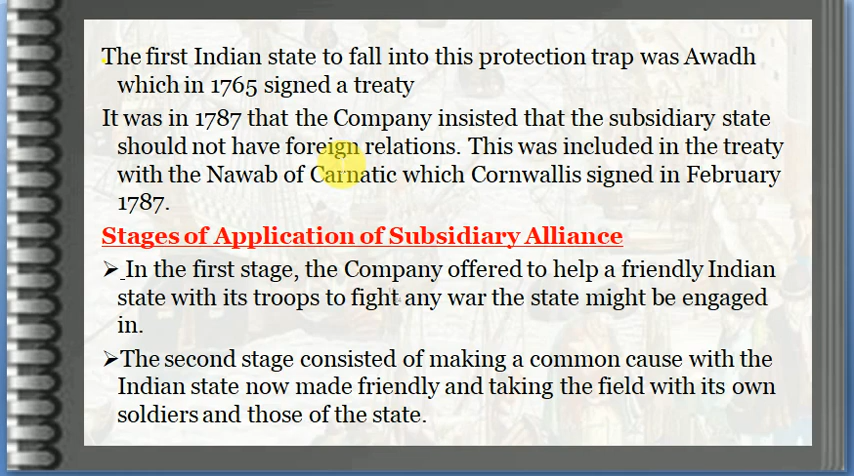 The first Indian state to fall into this protection trap was Awadh
which in 1765 signed a treaty
It was in 1787 that the Company insisted that the subsidiary state
should not have foreign relations. This was included in the treaty
with the Nawab of Carnatic which Cornwallis signed in February
1787.
Stages of Application of Subsidiary Alliance
➢ In the first stage, the Company offered to help a friendly Indian
state with its troops to fight any war the state might be engaged
in.
➢The second stage consisted of making a common cause with the
Indian state now made friendly and taking the field with its own
soldiers and those of the state.